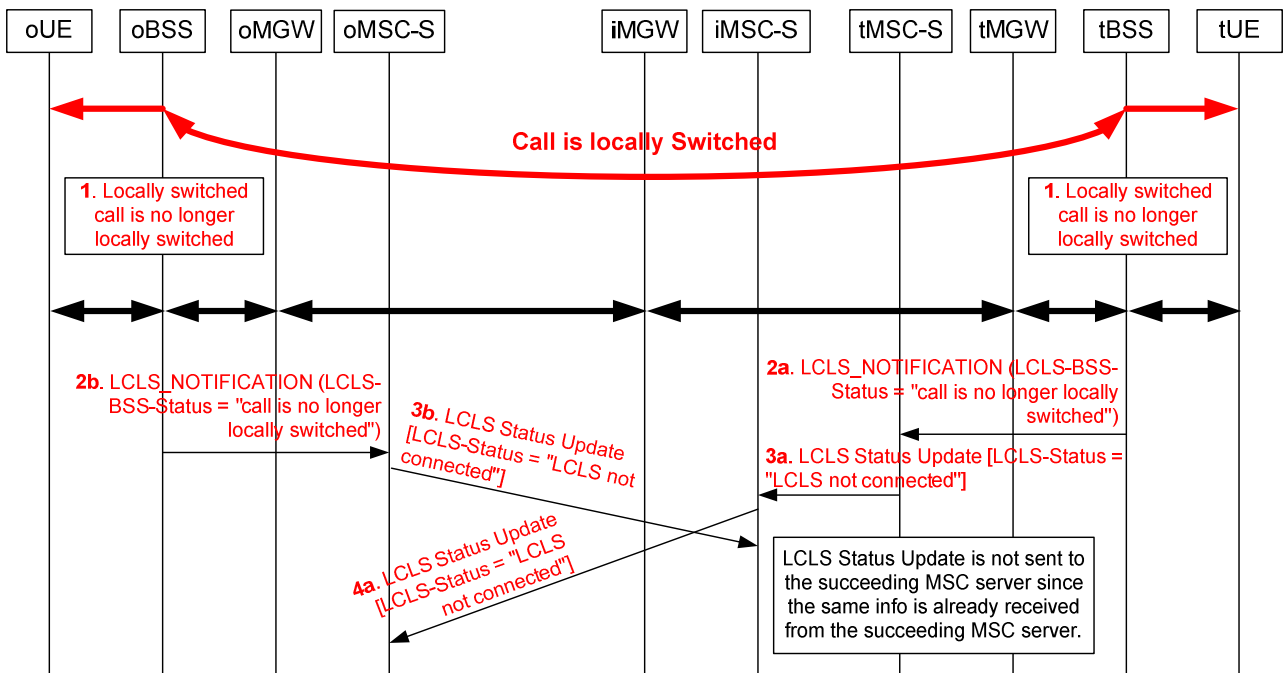 oUE oBSS oMGW oMSC-S iMGW iMSC-S tMSC-S tMGW tBSS tUE
Call is locally Switched
1. Locally switched
call is no longer
locally switched
1. Locally switched
call is no longer
locally switched
2b. LCLS_NOTIFICATION (LCLS-
BSS-Status = "call is no longer
locally switched")
2a. LCLS_NOTIFICATION (LCLS-BSS-
Status = "call is no longer locally
switched")
3b. LCLS Status Update
[LCLS-Status = "LCLS not
connected"]
3a. LCLS Status Update [LCLS-Status =
"LCLS not connected"]
4a. LCLS Status Update
[LCLS-Status = "LCLS
not connected"]
LCLS Status Update is not sent to
the succeeding MSC server since
the same info is already received
from the succeeding MSC server.